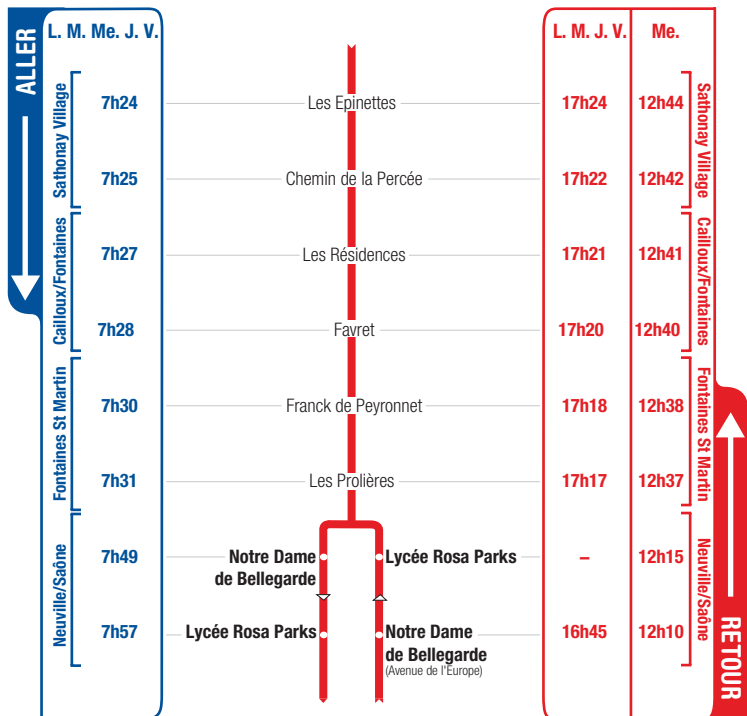 ALLER
L. M. Me. J. V.
L. M. J. V.
Me.
Sathonay Village
7h24
Les Epinettes
17h24
12h44
Sathonay Village
7h25
Chemin de la Percée
17h22
12h42
Cailloux/Fontaines
7h27
Les Résidences
17h21
12h41
Cailloux/Fontaines
7h28
Favret
17h20
12h40
Fontaines St Martin
7h30
Franck de Peyronnet
17h18
12h38
Fontaines St Martin
7h31
Les Prolières
17h17
12h37
Neuville/Saône
7h49
Notre Dame
de Bellegarde
Lycée Rosa Parks
–
12h15
Neuville/Saône
7h57
Lycée Rosa Parks
Notre Dame
de Bellegarde
(Avenue de l'Europe)
16h45
12h10
RETOUR